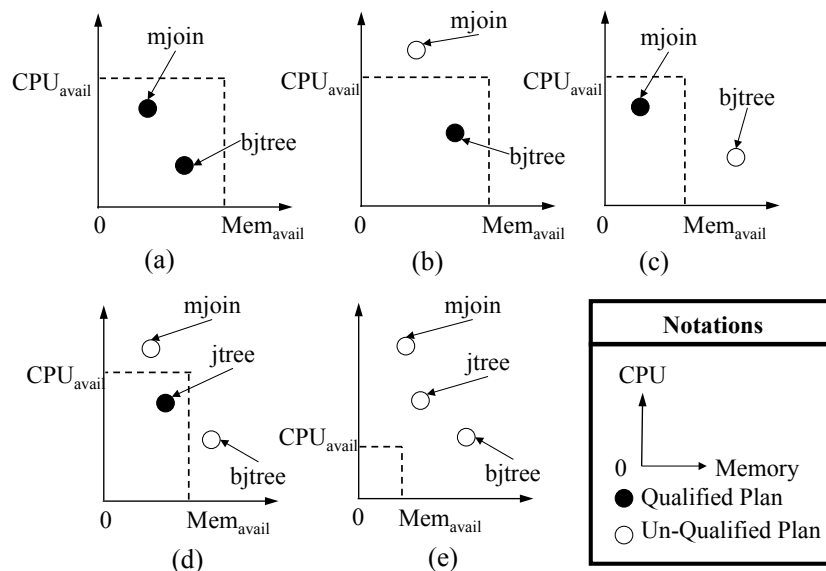 mjoin
CPUavail
bjtree
0
Memavail
(a)
mjoin
CPUavail
bjtree
0
Memavail
(b)
mjoin
CPUavail
bjtree
0
Memavail
(c)
mjoin
jtree
CPUavail
bjtree
0
Memavail
(d)
mjoin
jtree
CPUavail
bjtree
0
Memavail
(e)
Notations
CPU
0
Memory
Qualified Plan
Un-Qualified Plan